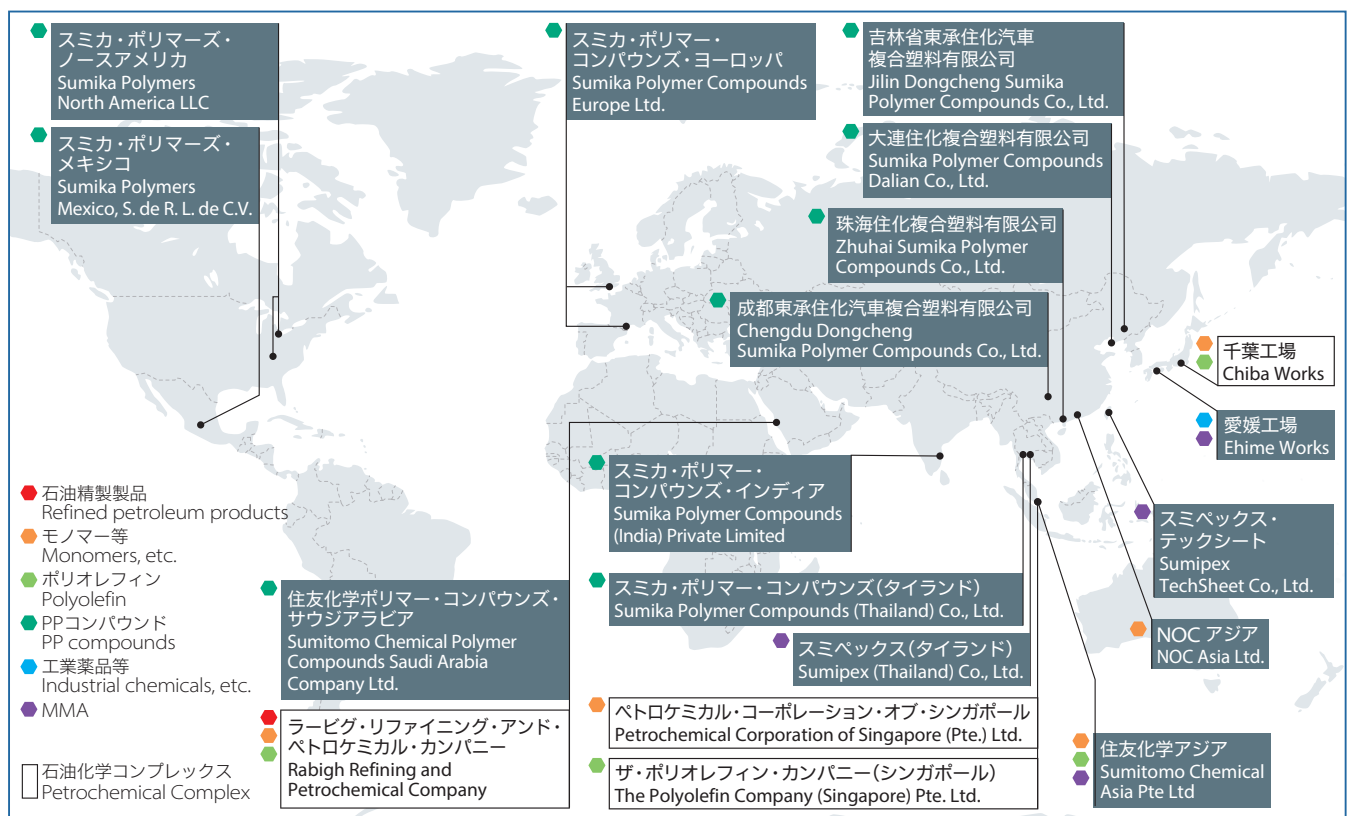 スミカ・ポリマーズ・
ノースアメリカ
Sumika Polymers
North America LLC
スミカ・ポリマーズ・
メキシコ
Sumika Polymers
Mexico, S. de R. L. de C.V.
スミカ・ポリマー・
コンパウンズ・ヨーロッパ
Sumika Polymer Compounds
Europe Ltd.
吉林省東承住化汽車
複合塑料有限公司
Jilin Dongcheng Sumika
Polymer Compounds Co., Ltd.
大連住化複合塑料有限公司
Sumika Polymer Compounds
Dalian Co., Ltd.
珠海住化複合塑料有限公司
Zhuhai Sumika Polymer
Compounds Co., Ltd.
成都東承住化汽車複合塑料有限公司
Chengdu Dongcheng
Sumika Polymer Compounds Co., Ltd.
千葉工場
Chiba Works
愛媛工場
Ehime Works
スミカ・ポリマー・
コンパウンズ・インディア
Sumika Polymer Compounds
(India) Private Limited
スミペックス・
テックシート
Sumipex
TechSheet Co., Ltd.
スミカ・ポリマー・コンパウンズ(タイランド)
Sumika Polymer Compounds (Thailand) Co., Ltd.
スミペックス(タイランド)
Sumipex (Thailand) Co., Ltd.
NOC アジア
NOC Asia Ltd.
住友化学ポリマー・コンパウンズ・
サウジアラビア
Sumitomo Chemical Polymer
Compounds Saudi Arabia
Company Ltd.
ラービグ・リファイニング・アンド・
ペトロケミカル・カンパニー
Rabigh Refining and
Petrochemical Company
ペトロケミカル・コーポレーション・オブ・シンガポール
Petrochemical Corporation of Singapore (Pte.) Ltd.
ザ・ポリオレフィン・カンパニー(シンガポール)
The Polyolefin Company (Singapore) Pte. Ltd.
住友化学アジア
Sumitomo Chemical
Asia Pte Ltd
石油精製製品
Refined petroleum products
モノマー等
Monomers, etc.
ポリオレフィン
Polyolefin
PPコンパウンド
PP compounds
工業薬品等
Industrial chemicals, etc.
MMA
石油化学コンプレックス
Petrochemical Complex